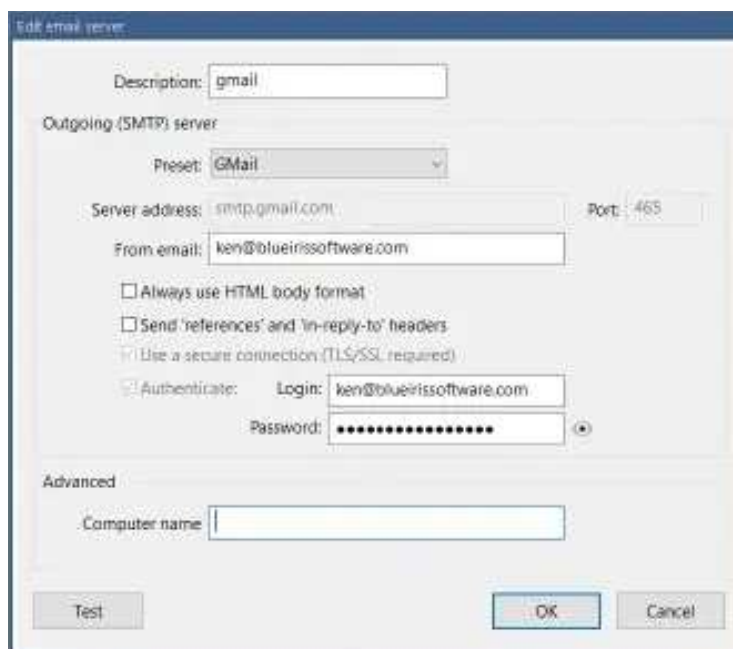 Edit email server
Description: gmail
Outgoing (SMTP) server
Preset: GMail
Server address: smtp.gmail.com Port: 465
From email: ken@blueirissoftware.com
Always use HTML body format
Send 'references' and 'in-reply-to' headers
Use a secure connection (TLS/SSL required)
Authenticate: Login: ken@blueirissoftware.com
Password: ••••••••••••••••
Advanced
Computer name
Test OK Cancel